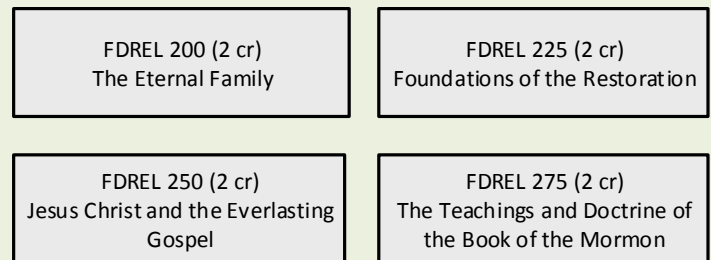 FDREL 200 (2 cr)
The Eternal Family
FDREL 225 (2 cr)
Foundations of the Restoration
FDREL 250 (2 cr)
Jesus Christ and the Everlasting
Gospel
FDREL 275 (2 cr)
The Teachings and Doctrine of
the Book of the Mormon